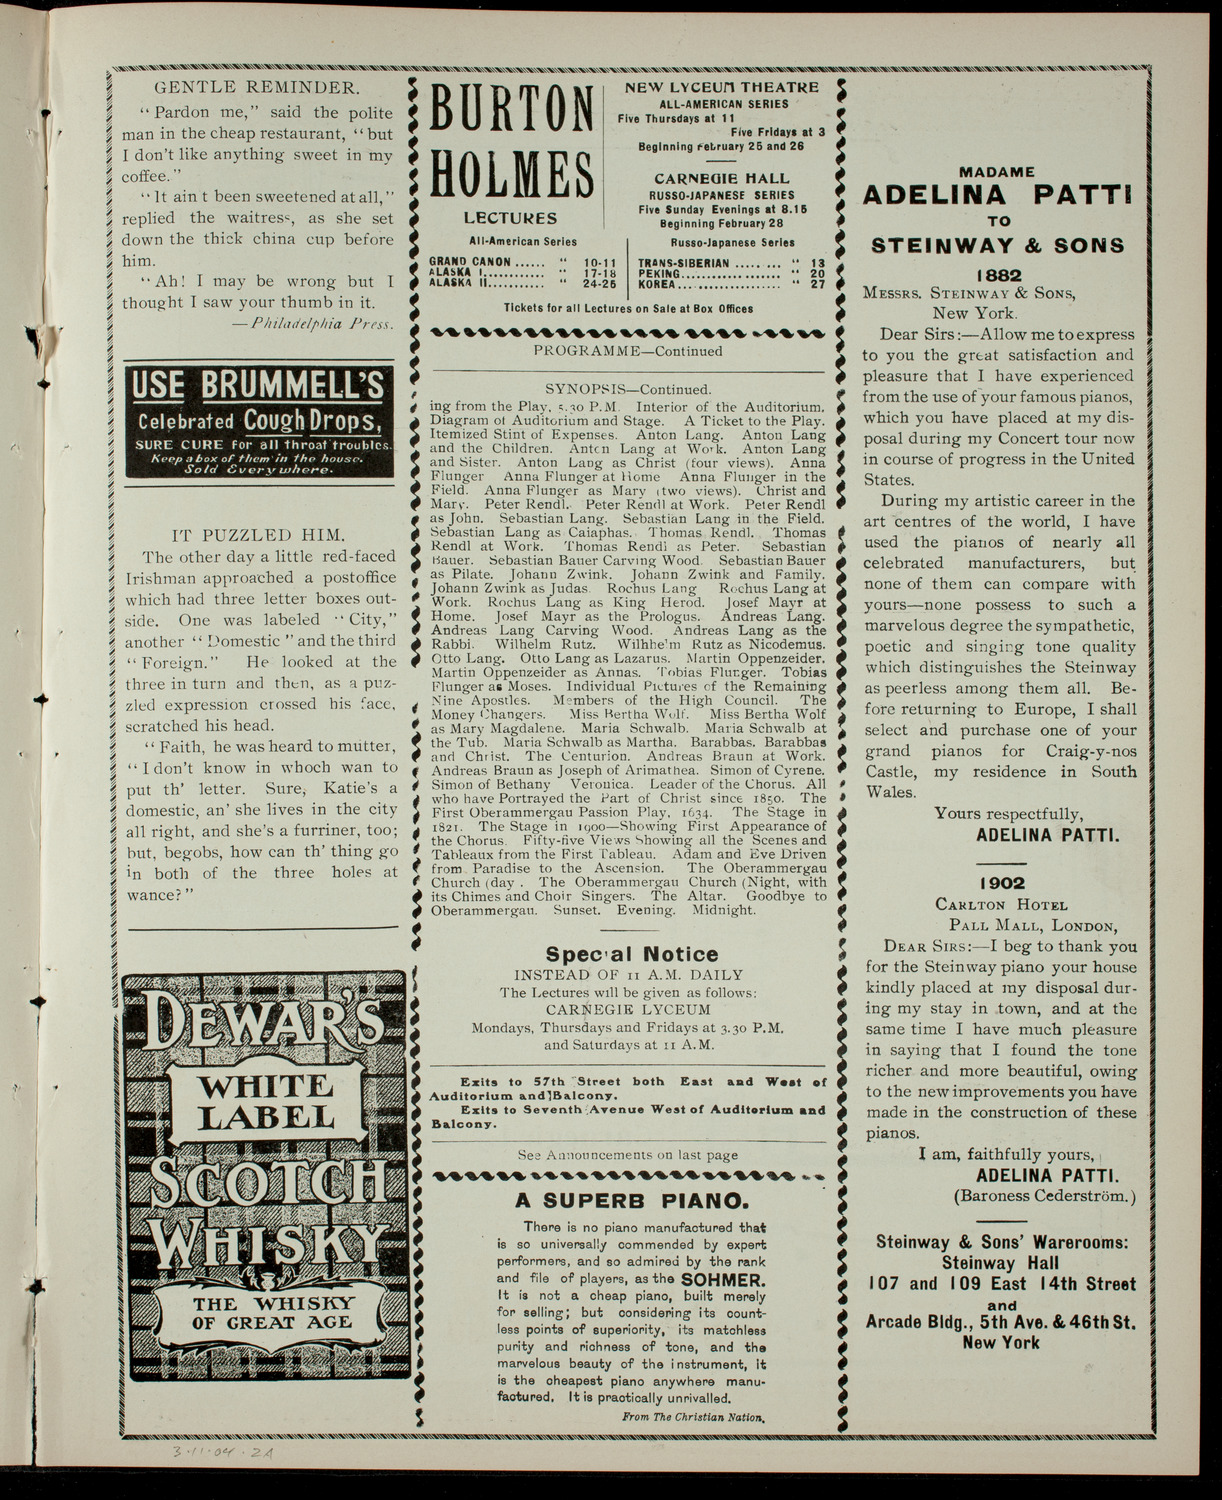 GENTLE REMINDER.
“Pardon me,” said the polite
man in the cheap restaurant, “but
I don't like anything sweet in my
coffee.”
“It ain t been sweetened at all,”
replied the waitress, as she set
down the thick china cup before
him.
“Ah! I may be wrong but I
thought I saw your thumb in it.
—Philadelphia Press.
USE BRUMMELL'S
Celebrated Cough Drops,
SURE CURE for all throat troubles.
Keep a box of them in the house.
Sold Everywhere.
IT PUZZLED HIM.
The other day a little red-faced
Irishman approached a postoffice
which had three letter boxes out-
side. One was labeled “City,”
another “Domestic” and the third
“Foreign.” He looked at the
three in turn and then, as a puz-
zled expression crossed his face,
scratched his head.
“Faith, he was heard to mutter,
“I don't know in whoch wan to
put th' letter. Sure, Katie's a
domestic, an' she lives in the city
all right, and she's a furriner, too;
but, begobs, how can th' thing go
in both of the three holes at
wance?”
DEWAR'S
WHITE
LABEL
SCOTCH
WHISKY
THE WHISKY
OF GREAT AGE
BURTON
HOLMES
LECTURES
NEW LYCEUM THEATRE
ALL-AMERICAN SERIES
Five Thursdays at 11
Five Fridays at 3
Beginning February 25 and 26
CARNEGIE HALL
RUSSO-JAPANESE SERIES
Five Sunday Evenings at 8.15
Beginning February 28
All-American Series
GRAND CANON ...... " 10-11
ALASKA I............ " 17-18
ALASKA II........... " 24-25
Russo-Japanese Series
TRANS-SIBERIAN ..... ... " 13
PEKING................... " 20
KOREA.................... " 27
Tickets for all Lectures on Sale at Box Offices
PROGRAMME—Continued
SYNOPSIS—Continued.
ing from the Play, 5.30 P.M. Interior of the Auditorium.
Diagram of Auditorium and Stage. A Ticket to the Play.
Itemized Stint of Expenses. Anton Lang. Anton Lang
and the Children. Anton Lang at Work. Anton Lang
and Sister. Anton Lang as Christ (four views). Anna
Flunger Anna Flunger at Home Anna Flunger in the
Field. Anna Flunger as Mary (two views). Christ and
Mary. Peter Rendl. Peter Rendl at Work. Peter Rendl
as John. Sebastian Lang. Sebastian Lang in the Field.
Sebastian Lang as Caiaphas. Thomas Rendl. Thomas
Rendl at Work. Thomas Rendl as Peter. Sebastian
Bauer. Sebastian Bauer Carving Wood. Sebastian Bauer
as Pilate. Johann Zwink. Johann Zwink and Family.
Johann Zwink as Judas. Rochus Lang Rochus Lang at
Work. Rochus Lang as King Herod. Josef Mayr at
Home. Josef Mayr as the Prologus. Andreas Lang.
Andreas Lang Carving Wood. Andreas Lang as the
Rabbi. Wilhelm Rutz. Wilhhe'm Rutz as Nicodemus.
Otto Lang. Otto Lang as Lazarus. Martin Oppenzeider.
Martin Oppenzeider as Annas. Tobias Flunger. Tobias
Flunger as Moses. Individual Pictures of the Remaining
Nine Apostles. Members of the High Council. The
Money Changers. Miss Bertha Wolf. Miss Bertha Wolf
as Mary Magdalene. Maria Schwalb. Maria Schwalb at
the Tub. Maria Schwalb as Martha. Barabbas. Barabbas
and Christ. The Centurion. Andreas Braun at Work.
Andreas Braun as Joseph of Arimathea. Simon of Cyrene.
Simon of Bethany Veronica. Leader of the Chorus. All
who have Portrayed the Part of Christ since 1850. The
First Oberammergau Passion Play, 1634. The Stage in
1821. The Stage in 1900—Showing First Appearance of
the Chorus. Fifty-five Views Showing all the Scenes and
Tableaux from the First Tableau. Adam and Eve Driven
from Paradise to the Ascension. The Oberammergau
Church (day . The Oberammergau Church (Night, with
its Chimes and Choir Singers. The Altar. Goodbye to
Oberammergau. Sunset. Evening. Midnight.
Special Notice
INSTEAD OF 11 A.M. DAILY
The Lectures will be given as follows:
CARNEGIE LYCEUM
Mondays, Thursdays and Fridays at 3.30 P.M.
and Saturdays at 11 A.M.
Exits to 57th Street both East and West of
Auditorium and Balcony.
Exits to Seventh Avenue West of Auditorium and
Balcony.
See Announcements on last page
A SUPERB PIANO.
There is no piano manufactured that
is so universally commended by expert
performers, and so admired by the rank
and file of players, as the SOHMER.
It is not a cheap piano, built merely
for selling; but considering its count-
less points of superiority, its matchless
purity and richness of tone, and the
marvelous beauty of the instrument, it
is the cheapest piano anywhere manu-
factured. It is practically unrivalled.
From The Christian Nation.
MADAME
ADELINA PATTI
TO
STEINWAY & SONS
1882
MESSRS. STEINWAY & SONS,
New York.
Dear Sirs:—Allow me to express
to you the great satisfaction and
pleasure that I have experienced
from the use of your famous pianos,
which you have placed at my dis-
posal during my Concert tour now
in course of progress in the United
States.
During my artistic career in the
art centres of the world, I have
used the pianos of nearly all
celebrated manufacturers, but
none of them can compare with
yours—none possess to such a
marvelous degree the sympathetic,
poetic and singing tone quality
which distinguishes the Steinway
as peerless among them all. Be-
fore returning to Europe, I shall
select and purchase one of your
grand pianos for Craig-y-nos
Castle, my residence in South
Wales.
Yours respectfully,
ADELINA PATTI.
1902
CARLTON HOTEL
PALL MALL, LONDON,
DEAR SIRS:—I beg to thank you
for the Steinway piano your house
kindly placed at my disposal dur-
ing my stay in town, and at the
same time I have much pleasure
in saying that I found the tone
richer and more beautiful, owing
to the new improvements you have
made in the construction of these
pianos.
I am, faithfully yours,
ADELINA PATTI.
(Baroness Cederström.)
Steinway & Sons' Warerooms:
Steinway Hall
107 and 109 East 14th Street
and
Arcade Bldg., 5th Ave. & 46th St.
New York
3·11·04·2A